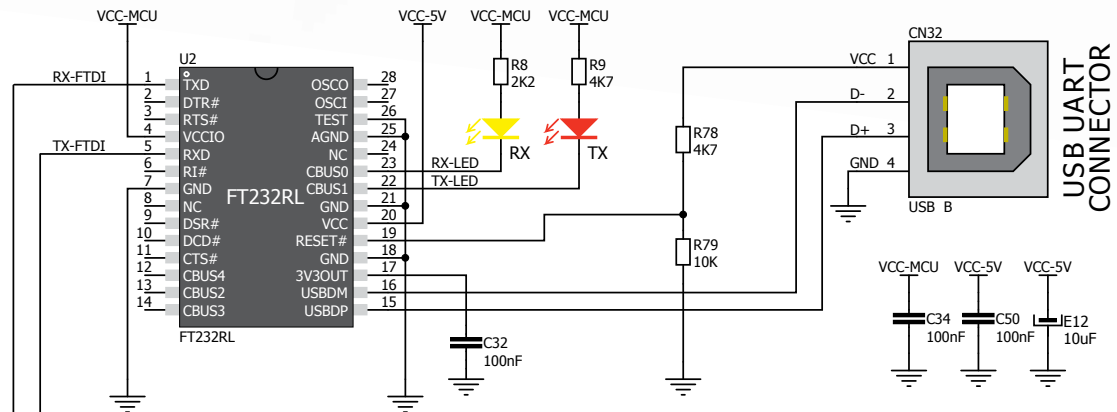 VCC-MCU
VCC-5V
VCC-MCU
VCC-MCU
CN32
U2
R8
2K2
R9
4K7
VCC 1
D- 2
D+ 3
GND 4
USB B
USB UART
CONNECTOR
RX-FTDI
TX-FTDI
1 TXD
2 DTR#
3 RTS#
4 VCCIO
5 RXD
6 RI#
7 GND
8 NC
9 DSR#
10 DCD#
11 CTS#
12 CBUS4
13 CBUS2
14 CBUS3
FT232RL
OSCO 28
OSCI 27
TEST 26
AGND 25
NC 24
CBUS0 23
CBUS1 22
GND 21
VCC 20
RESET# 19
GND 18
3V3OUT 17
USBDM 16
USBDP 15
FT232RL
RX-LED
TX-LED
RX
TX
R78
4K7
R79
10K
C32
100nF
VCC-MCU
VCC-5V
VCC-5V
C34
100nF
C50
100nF
E12
10uF